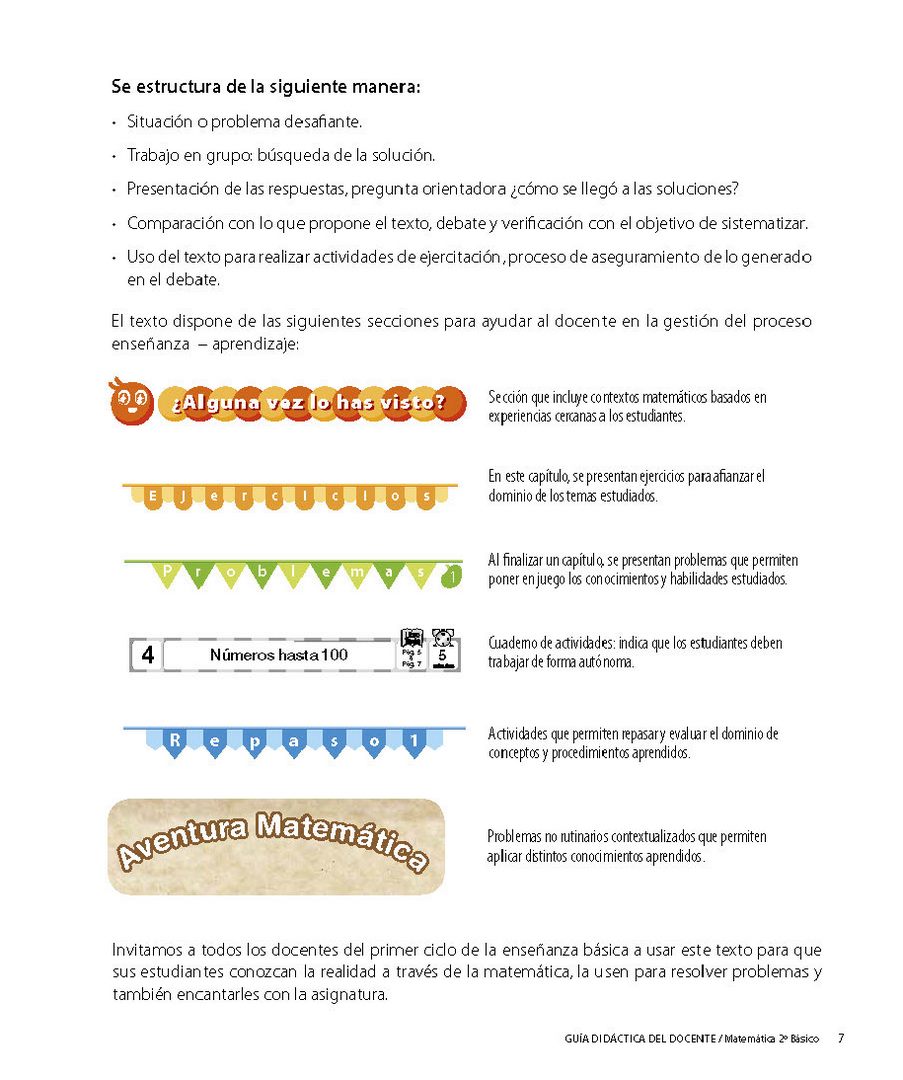 Se estructura de la siguiente manera:
• Situación o problema desafiante.
• Trabajo en grupo: búsqueda de la solución.
• Presentación de las respuestas, pregunta orientadora ¿cómo se llegó a las soluciones?
• Comparación con lo que propone el texto, debate y verificación con el objetivo de sistematizar.
• Uso del texto para realizar actividades de ejercitación, proceso de aseguramiento de lo generado
en el debate.
El texto dispone de las siguientes secciones para ayudar al docente en la gestión del proceso
enseñanza – aprendizaje:
¿Alguna vez lo has visto?
Sección que incluye contextos matemáticos basados en
experiencias cercanas a los estudiantes.
Ejercicios
En este capítulo, se presentan ejercicios para afianzar el
dominio de los temas estudiados.
Problemas 1
Al finalizar un capítulo, se presentan problemas que permiten
poner en juego los conocimientos y habilidades estudiados.
4 Números hasta 100
Pág. 5
Pág. 7
5
minutos
Cuaderno de actividades: indica que los estudiantes deben
trabajar de forma autónoma.
Repaso 1
Actividades que permiten repasar y evaluar el dominio de
conceptos y procedimientos aprendidos.
Aventura Matemática
Problemas no rutinarios contextualizados que permiten
aplicar distintos conocimientos aprendidos.
Invitamos a todos los docentes del primer ciclo de la enseñanza básica a usar este texto para que
sus estudiantes conozcan la realidad a través de la matemática, la usen para resolver problemas y
también encantarles con la asignatura.
GUÍA DIDÁCTICA DEL DOCENTE / Matemática 2º Básico 7